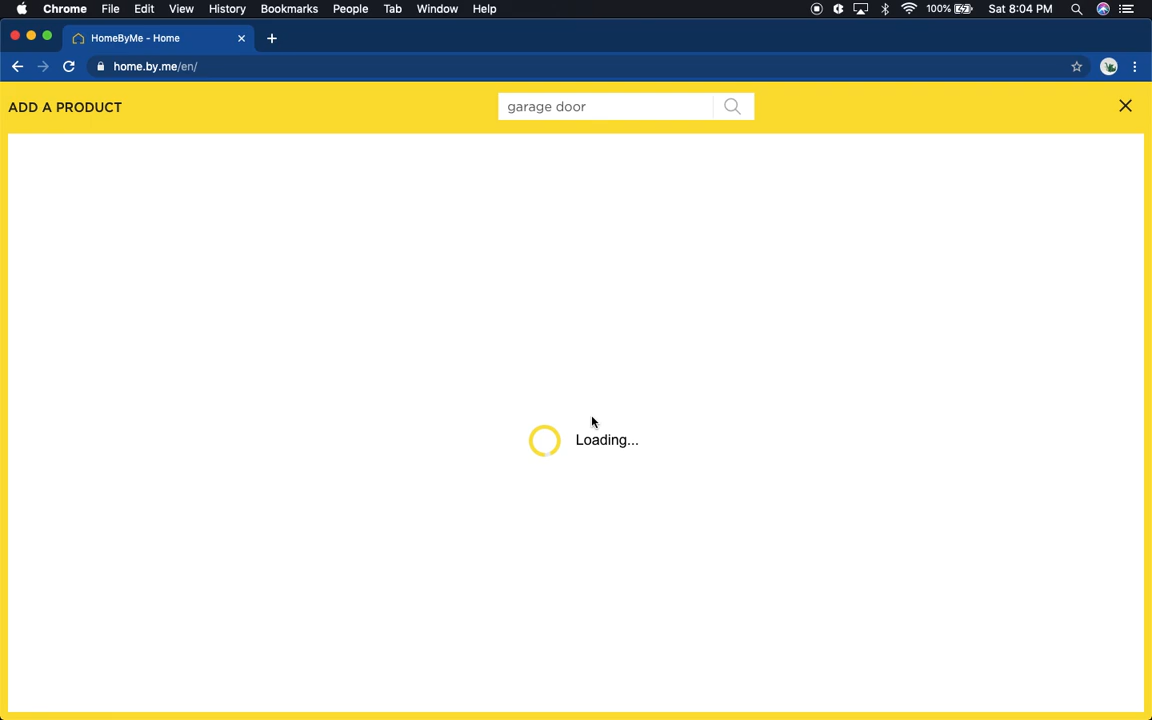 Chrome File Edit View History Bookmarks People Tab Window Help 100% Sat 8:04 PM
HomeByMe - Home
home.by.me/en/
ADD A PRODUCT garage door
Loading...